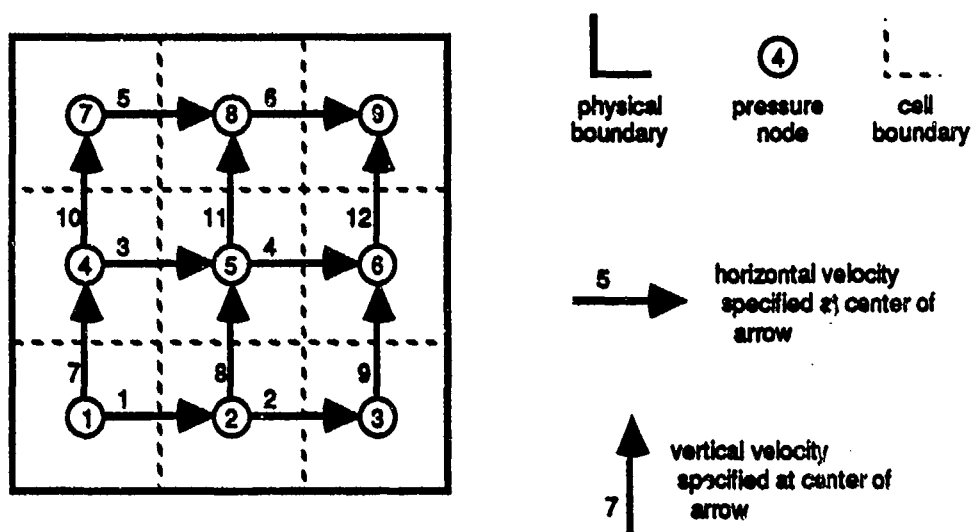 7 5 8 6 9
10 11 12
4 3 5 4 6
7 8 9
1 1 2 2 3
4
physical
boundary
pressure
node
cell
boundary
5
horizontal velocity
specified at center of
arrow
7
vertical velocity
specified at center of
arrow